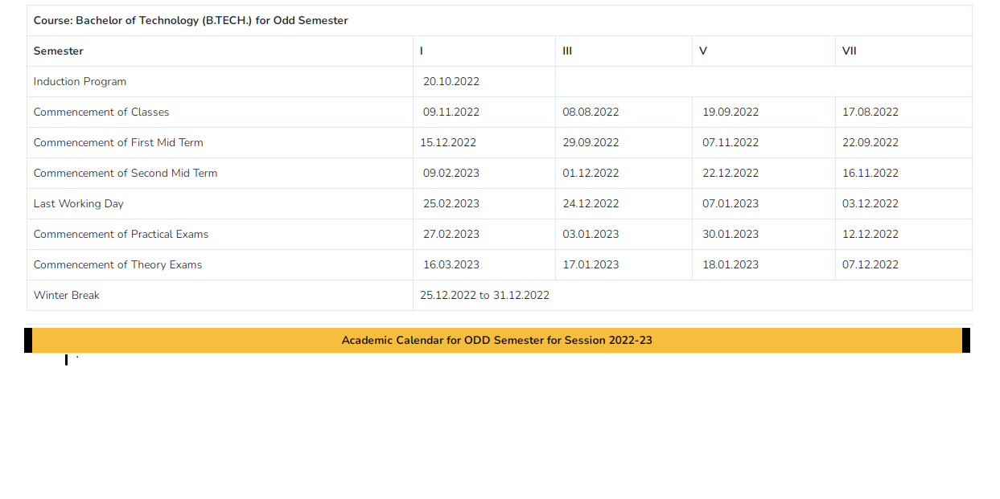 Course: Bachelor of Technology (B.TECH.) for Odd Semester
Semester I III V VII
Induction Program 20.10.2022
Commencement of Classes 09.11.2022 08.08.2022 19.09.2022 17.08.2022
Commencement of First Mid Term 15.12.2022 29.09.2022 07.11.2022 22.09.2022
Commencement of Second Mid Term 09.02.2023 01.12.2022 22.12.2022 16.11.2022
Last Working Day 25.02.2023 24.12.2022 07.01.2023 03.12.2022
Commencement of Practical Exams 27.02.2023 03.01.2023 30.01.2023 12.12.2022
Commencement of Theory Exams 16.03.2023 17.01.2023 18.01.2023 07.12.2022
Winter Break 25.12.2022 to 31.12.2022
Academic Calendar for ODD Semester for Session 2022-23